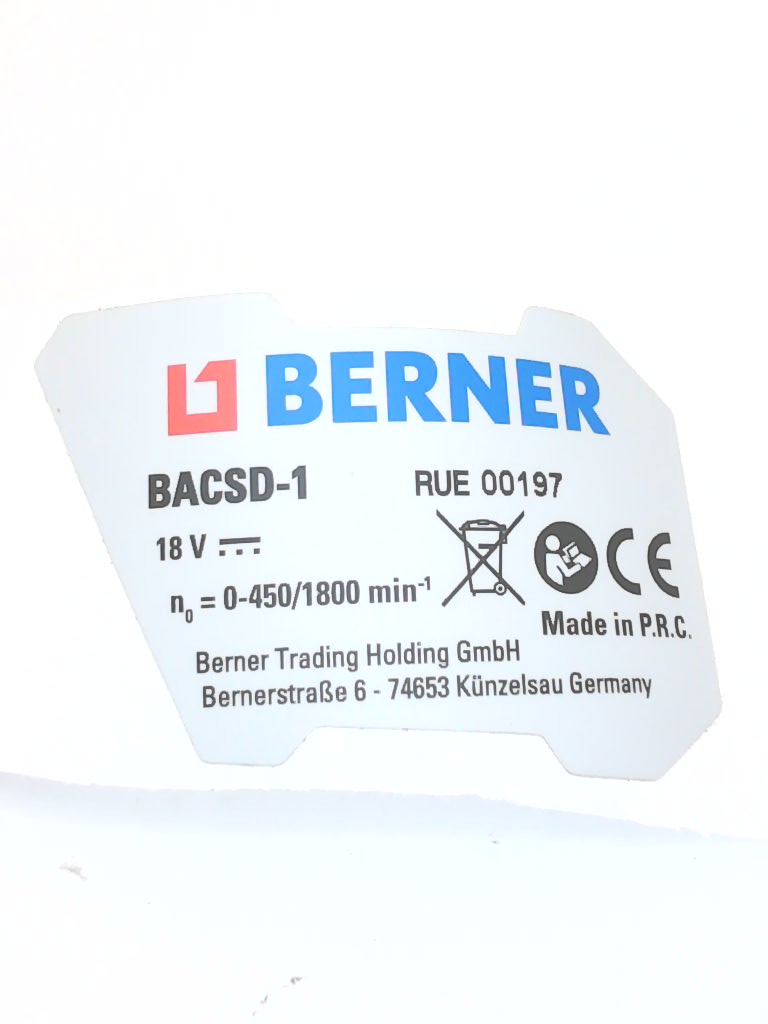 BERNER
BACSD-1 RUE 00197
18 V
n₀ = 0-450/1800 min⁻¹
CE
Made in P.R.C.
Berner Trading Holding GmbH
Bernerstraße 6 - 74653 Künzelsau Germany